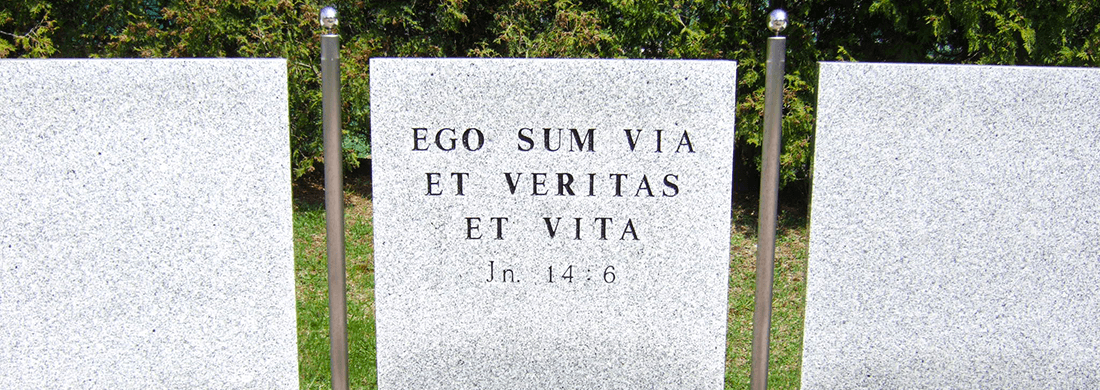 EGO SUM VIA
ET VERITAS
ET VITA
Jn. 14:6